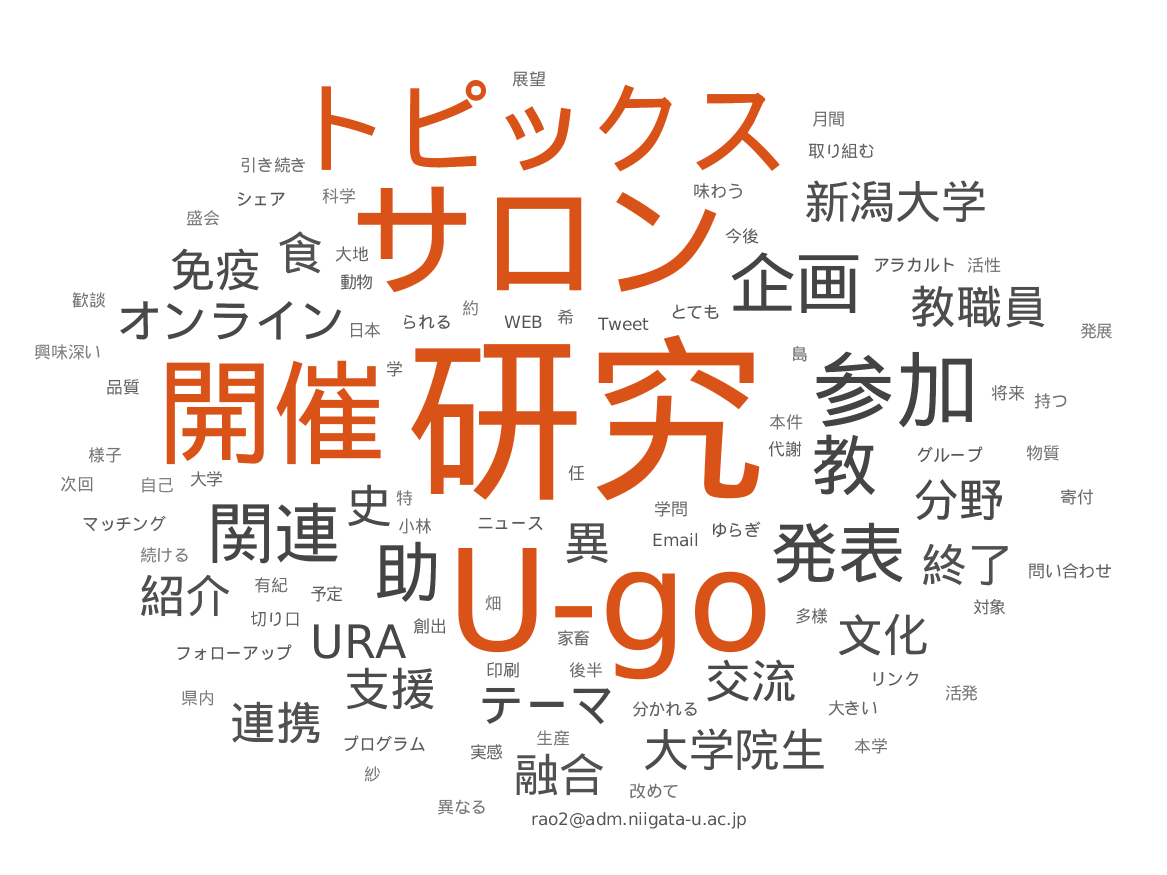 展望
トピックス
月間
取り組む
引き続き
シェア
科学
味わう
新潟大学
盛会
サロン
今後
免疫
食
大地
動物
企画
アラカルト
活性
歓談
オンライン
日本
られる
約
WEB
希
Tweet
とても
教職員
発展
興味深い
品質
開催
学
研究
島
参加
将来
持つ
本件
代謝
教
グループ
物質
様子
次回
自己
大学
任
分野
寄付
マッチング
関連
史
特
小林
ニュース
異
学問
Email
ゆらぎ
発表
終了
問い合わせ
続ける
紹介
有紀
予定
助
U-go
畑
対象
切り口
URA
創出
家畜
多様
文化
フォローアップ
支援
印刷
後半
交流
リンク
活発
県内
連携
テーマ
分かれる
大きい
プログラム
実感
生産
大学院生
本学
紗
融合
改めて
異なる
rao2@adm.niigata-u.ac.jp